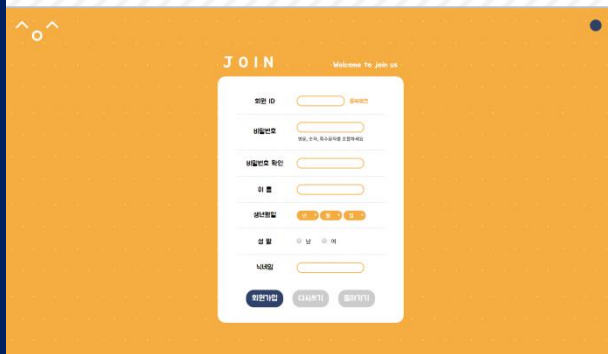 ^o^
JOIN
Welcome to join us
회원 ID
중복확인
비밀번호
영문, 숫자, 특수문자를 조합하세요
비밀번호 확인
이 름
생년월일 년 월 일
성 별 남 여
닉네임
회원가입 다시쓰기 돌아가기